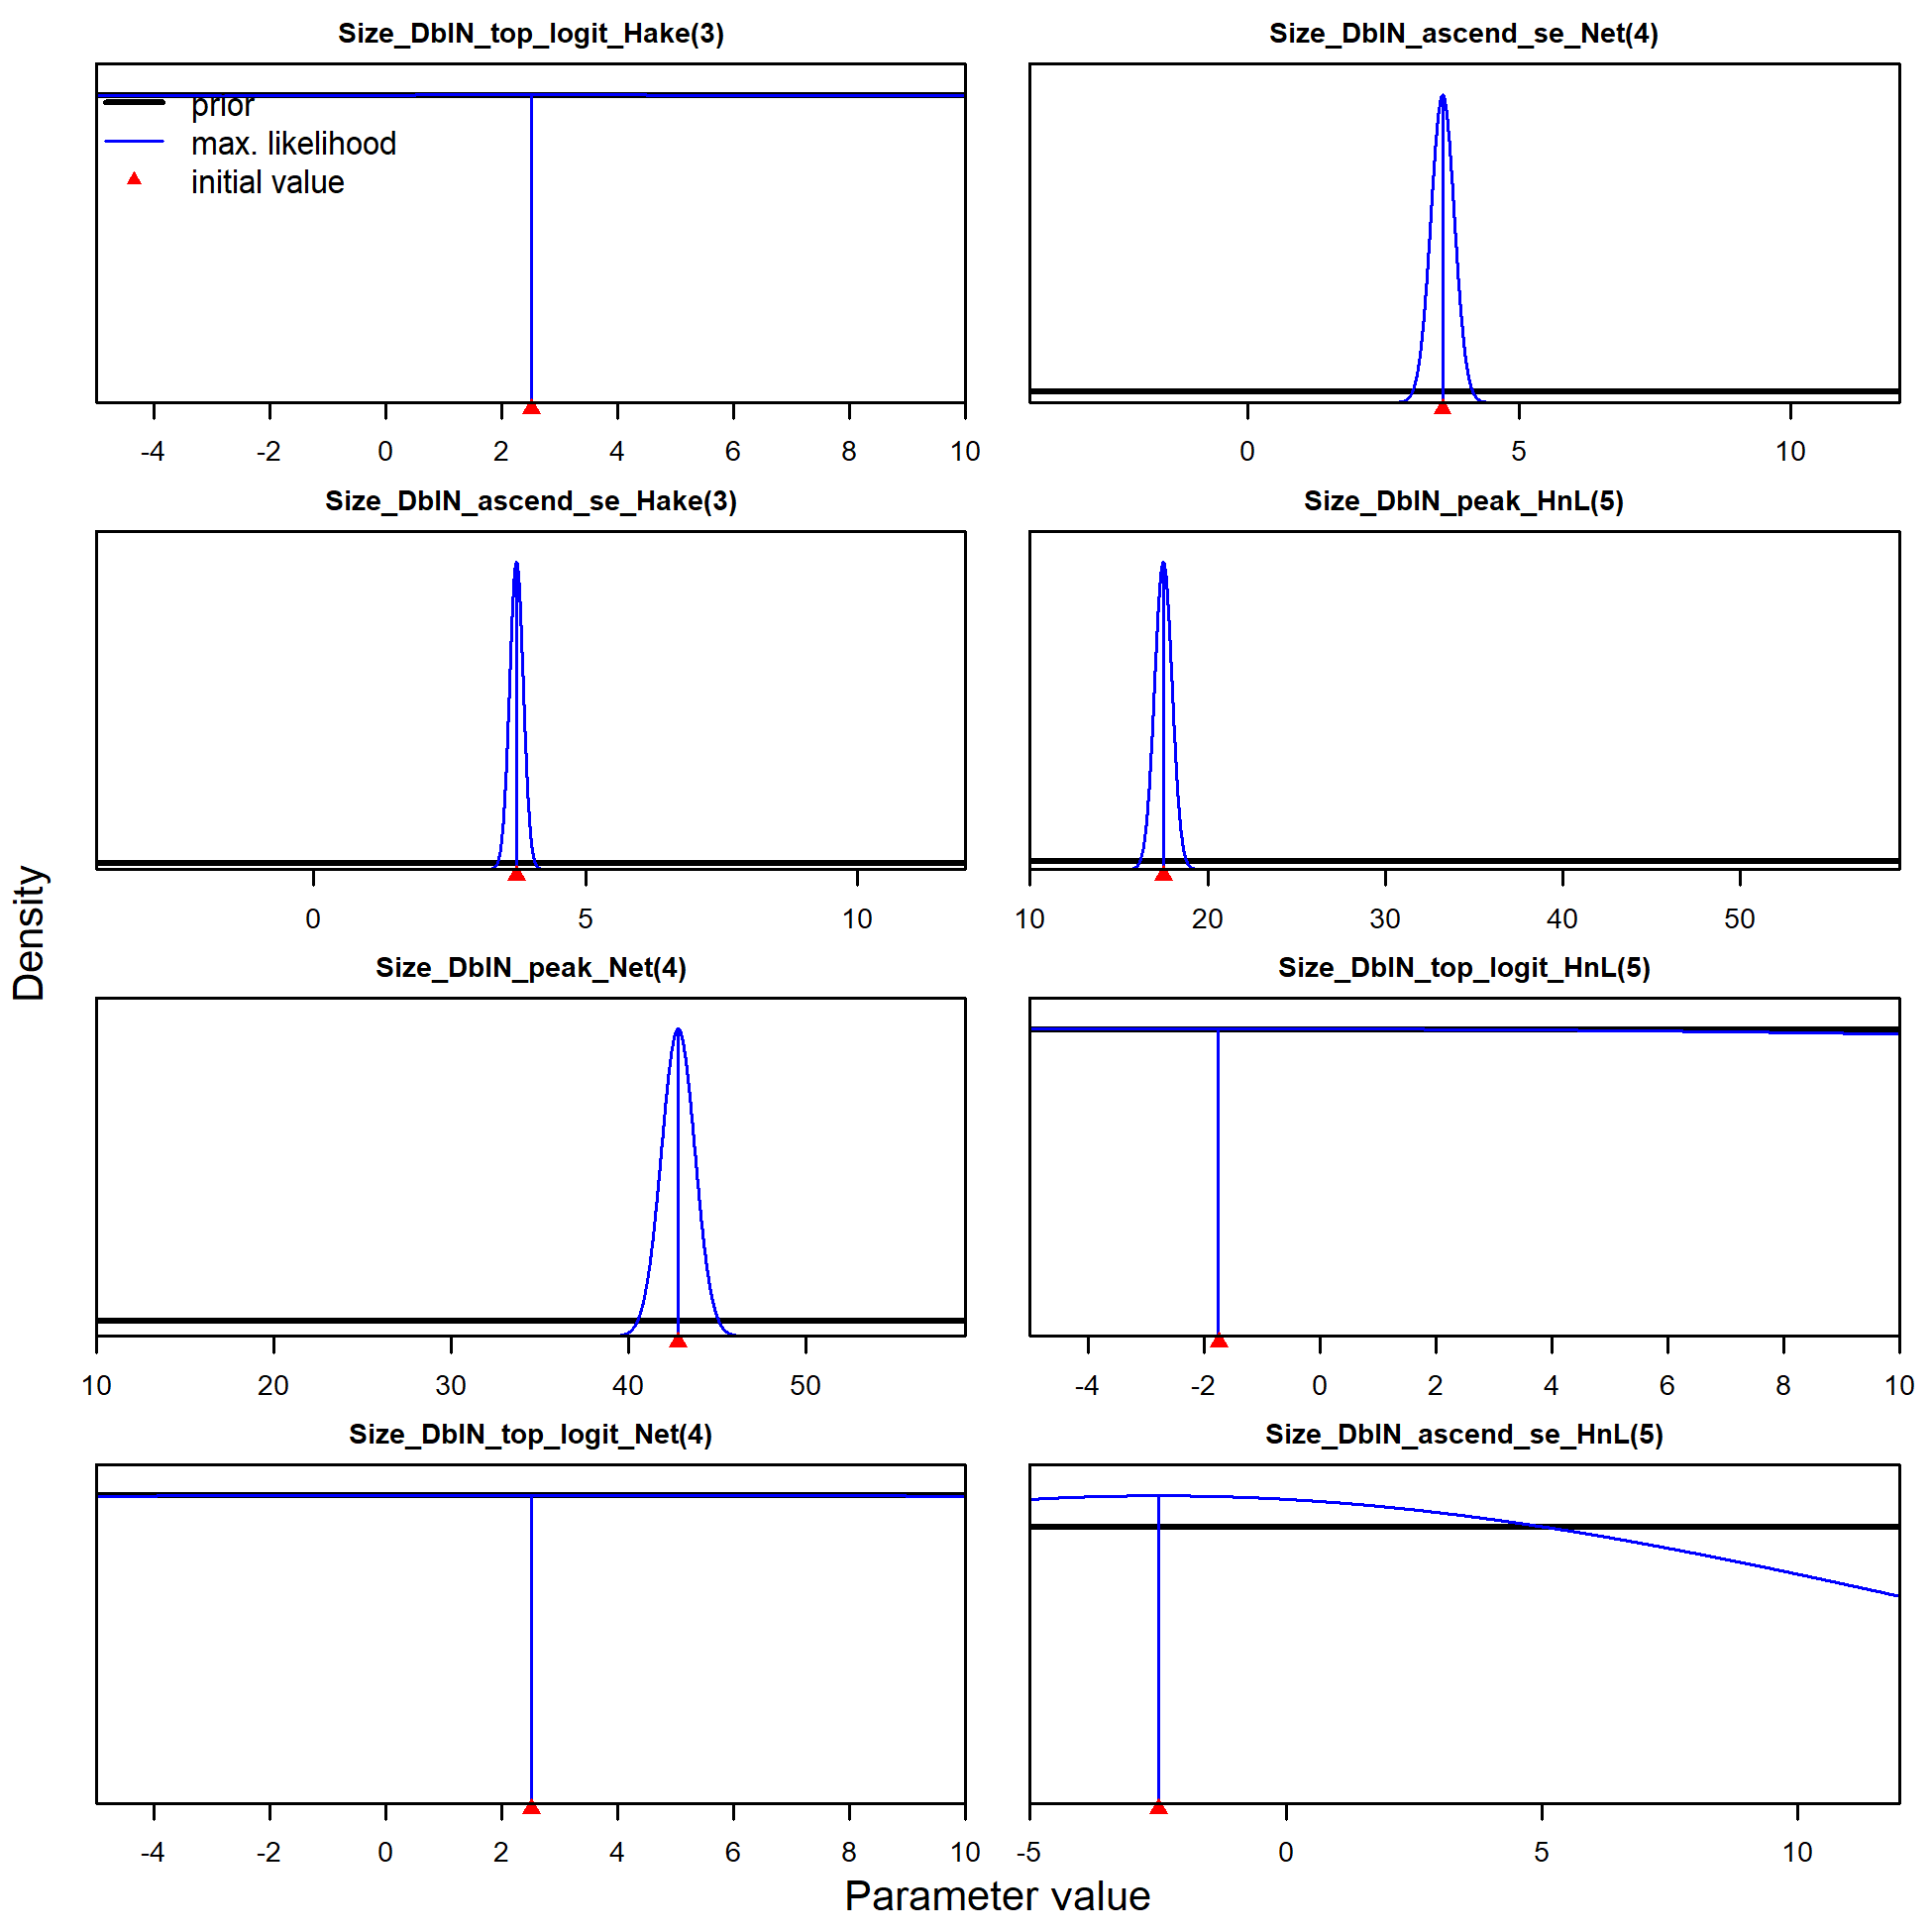 Size_DblN_top_logit_Hake(3)
prior
max. likelihood
initial value
-4 -2 0 2 4 6 8 10
Size_DblN_ascend_se_Net(4)
0 5 10
Size_DblN_ascend_se_Hake(3)
0 5 10
Size_DblN_peak_HnL(5)
10 20 30 40 50
Density
Size_DblN_peak_Net(4)
10 20 30 40 50
Size_DblN_top_logit_HnL(5)
-4 -2 0 2 4 6 8 10
Size_DblN_top_logit_Net(4)
-4 -2 0 2 4 6 8 10
Size_DblN_ascend_se_HnL(5)
-5 0 5 10
Parameter value